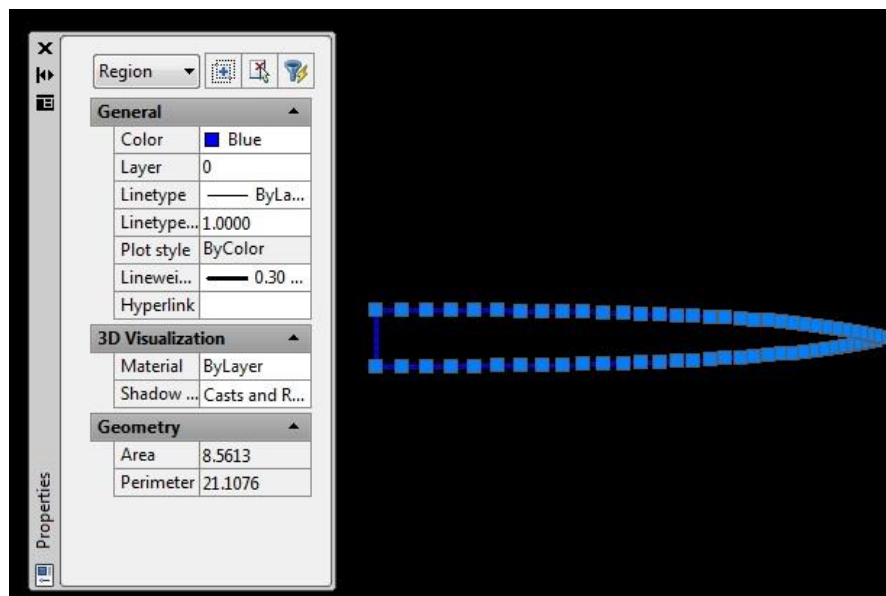 Region
General
Color Blue
Layer 0
Linetype ByLa...
Linetype... 1.0000
Plot style ByColor
Linewei... 0.30 ...
Hyperlink
3D Visualization
Material ByLayer
Shadow ... Casts and R...
Geometry
Area 8.5613
Perimeter 21.1076
Properties